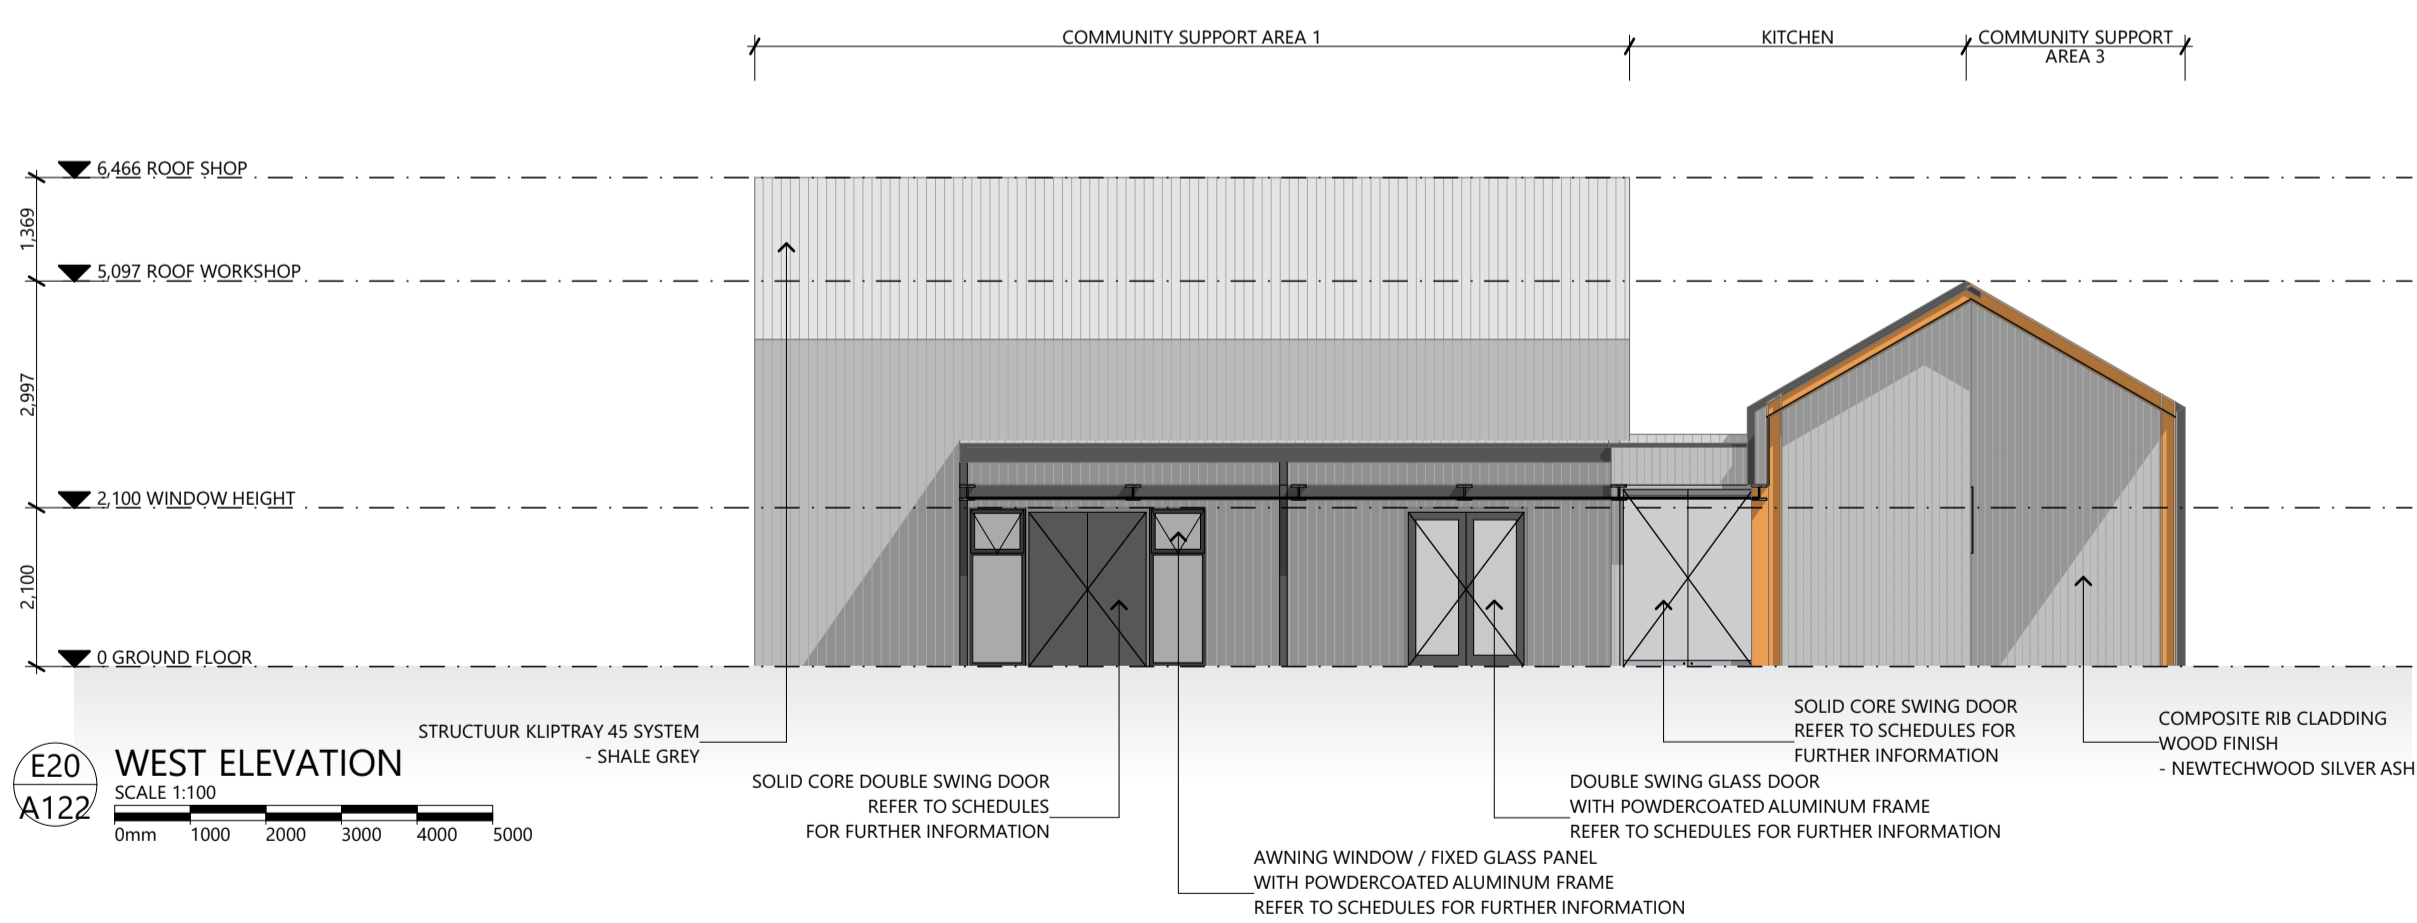 COMMUNITY SUPPORT AREA 1
KITCHEN
COMMUNITY SUPPORT
AREA 3
6,466 ROOF SHOP
1,369
5,097 ROOF WORKSHOP
2,997
2,100 WINDOW HEIGHT
2,100
0 GROUND FLOOR
STRUCTUUR KLIPTRAY 45 SYSTEM
- SHALE GREY
SOLID CORE DOUBLE SWING DOOR
REFER TO SCHEDULES
FOR FURTHER INFORMATION
AWNING WINDOW / FIXED GLASS PANEL
WITH POWDERCOATED ALUMINUM FRAME
REFER TO SCHEDULES FOR FURTHER INFORMATION
DOUBLE SWING GLASS DOOR
WITH POWDERCOATED ALUMINUM FRAME
REFER TO SCHEDULES FOR FURTHER INFORMATION
SOLID CORE SWING DOOR
REFER TO SCHEDULES FOR
FURTHER INFORMATION
COMPOSITE RIB CLADDING
WOOD FINISH
- NEWTECHWOOD SILVER ASH
E20
A122
WEST ELEVATION
SCALE 1:100
0mm 1000 2000 3000 4000 5000